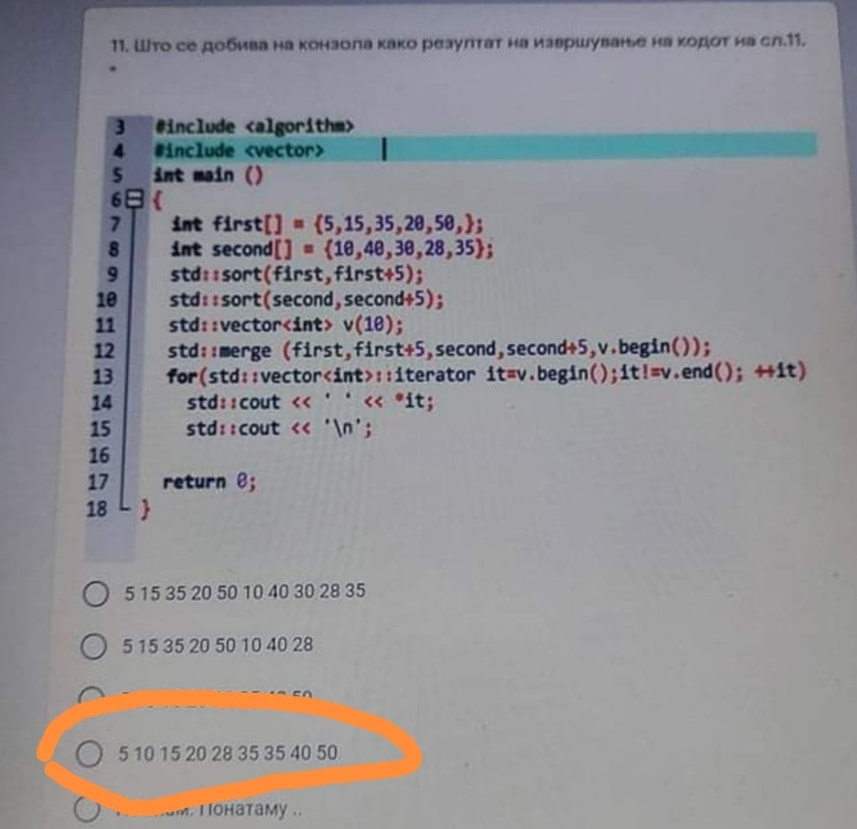 11. Што се добива на конзола како резултат на извршување на кодот на сл.11.
*
3 #include <algorithm>
4 #include <vector>
5 int main ()
6 {
7 int first[] = {5,15,35,20,50,};
8 int second[] = {10,40,30,28,35};
9 std::sort(first,first+5);
10 std::sort(second,second+5);
11 std::vector<int> v(10);
12 std::merge (first,first+5,second,second+5,v.begin());
13 for(std::vector<int>::iterator it=v.begin();it!=v.end(); ++it)
14 std::cout << ' ' << *it;
15 std::cout << '\n';
16
17 return 0;
18 }
5 15 35 20 50 10 40 30 28 35
5 15 35 20 50 10 40 28
50
5 10 15 20 28 35 35 40 50
Понатаму ..